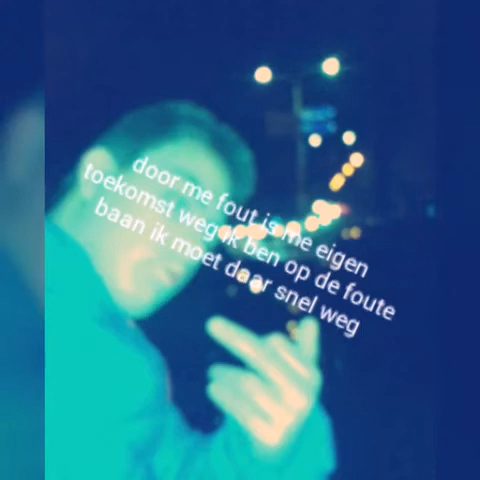 door me fout is me eigen
toekomst weg ik ben op de foute
baan ik moet daar snel weg